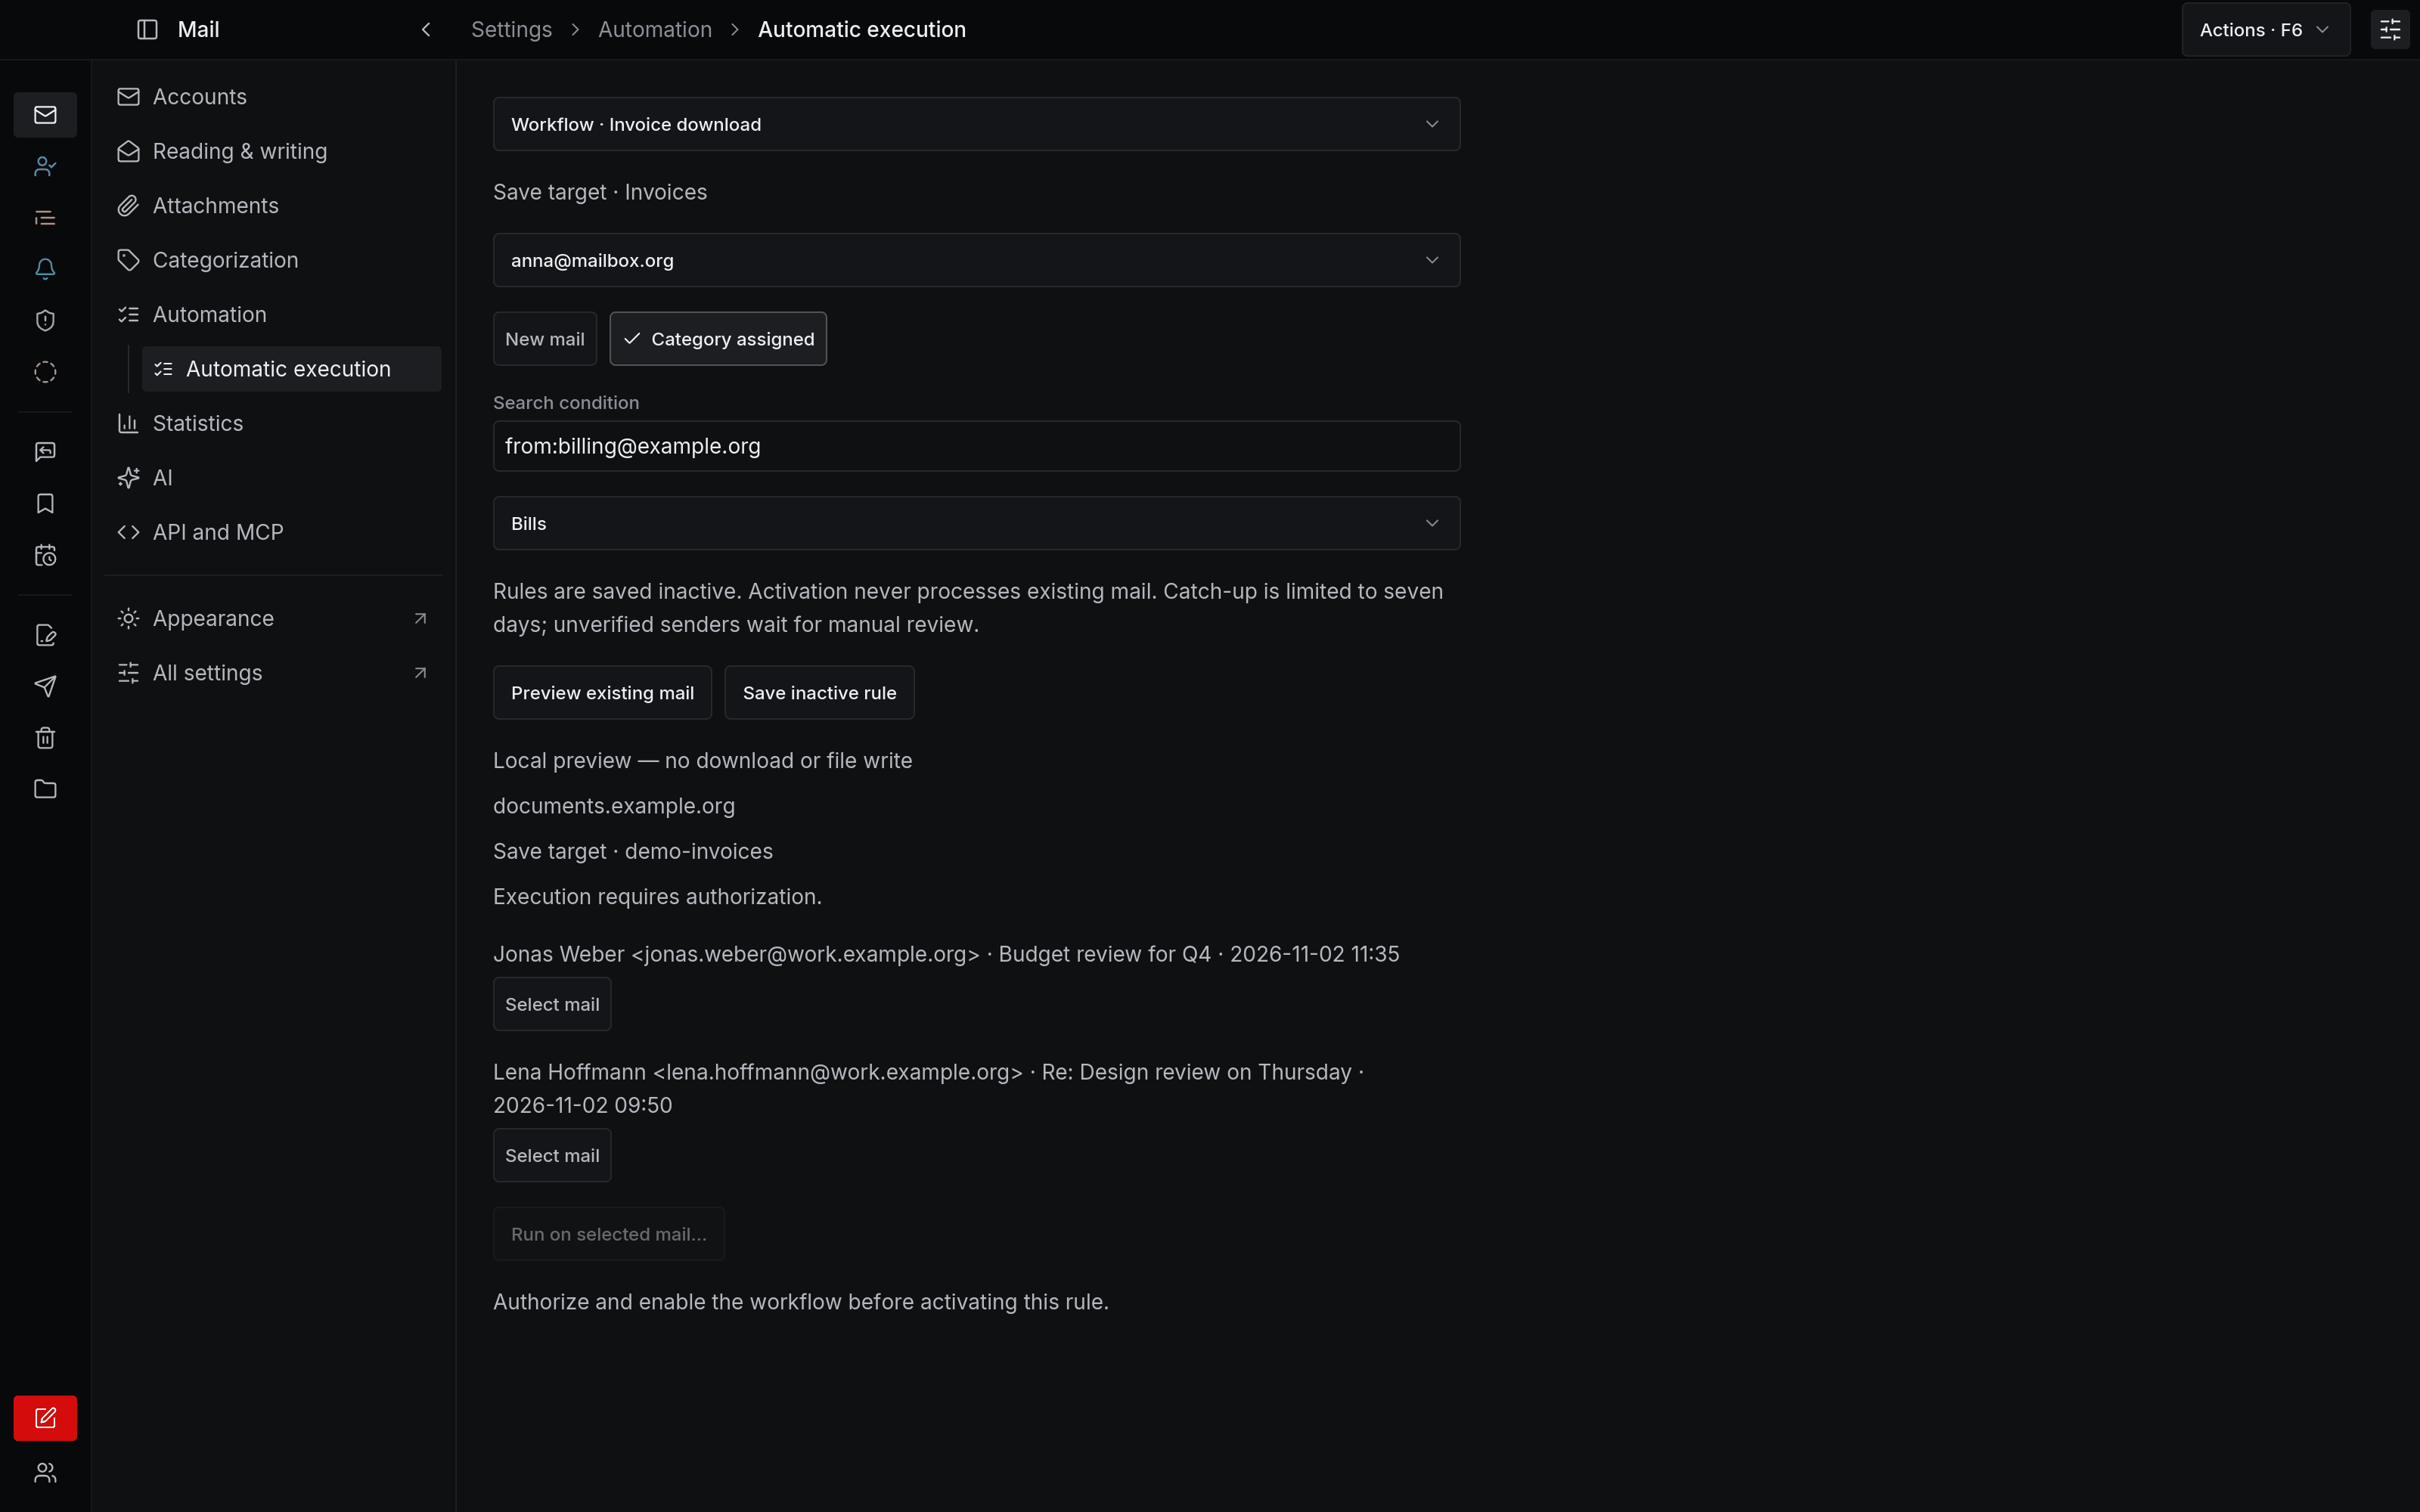 Mail
Settings > Automation > Automatic execution
Actions · F6
Accounts
Reading & writing
Attachments
Categorization
Automation
Automatic execution
Statistics
AI
API and MCP
Appearance
All settings
Workflow · Invoice download
Save target · Invoices
anna@mailbox.org
New mail
Category assigned
Search condition
from:billing@example.org
Bills
Rules are saved inactive. Activation never processes existing mail. Catch-up is limited to seven
days; unverified senders wait for manual review.
Preview existing mail
Save inactive rule
Local preview — no download or file write
documents.example.org
Save target · demo-invoices
Execution requires authorization.
Jonas Weber <jonas.weber@work.example.org> · Budget review for Q4 · 2026-11-02 11:35
Select mail
Lena Hoffmann <lena.hoffmann@work.example.org> · Re: Design review on Thursday ·
2026-11-02 09:50
Select mail
Run on selected mail...
Authorize and enable the workflow before activating this rule.